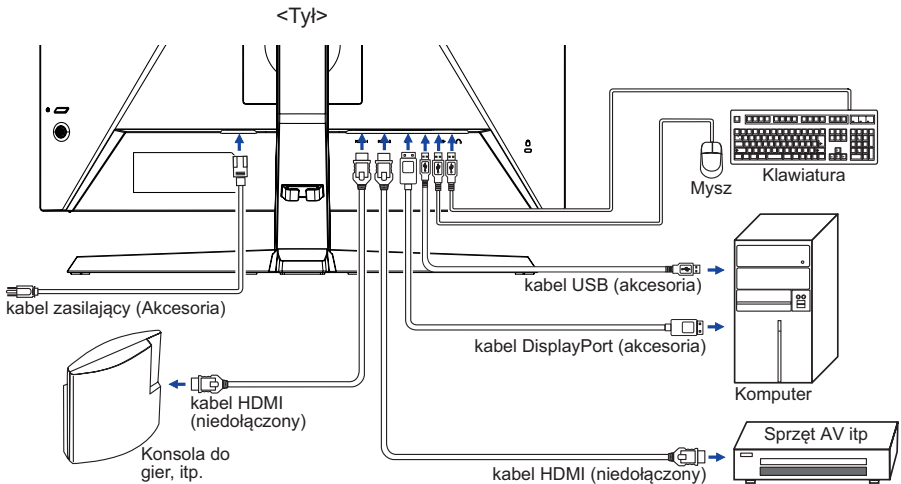 <Tył>
Mysz
Klawiatura
kabel USB (akcesoria)
kabel zasilający (Akcesoria)
kabel DisplayPort (akcesoria)
Komputer
kabel HDMI
(niedołączony)
Sprzęt AV itp
Konsola do
gier, itp.
kabel HDMI (niedołączony)